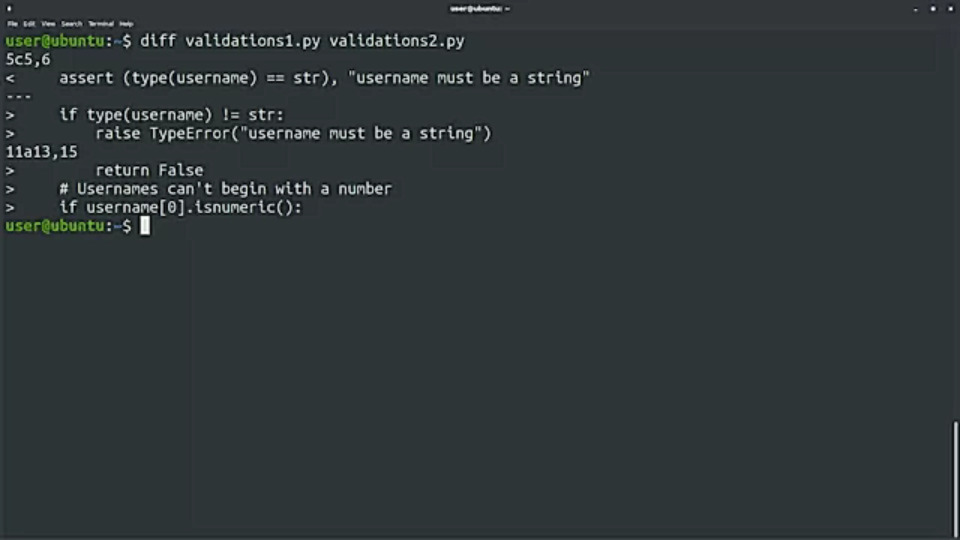 user@ubuntu: ~
File Edit View Search Terminal Help
user@ubuntu:~$ diff validations1.py validations2.py
5c5,6
<     assert (type(username) == str), "username must be a string"
---
>     if type(username) != str:
>         raise TypeError("username must be a string")
11a13,15
>         return False
>     # Usernames can't begin with a number
>     if username[0].isnumeric():
user@ubuntu:~$